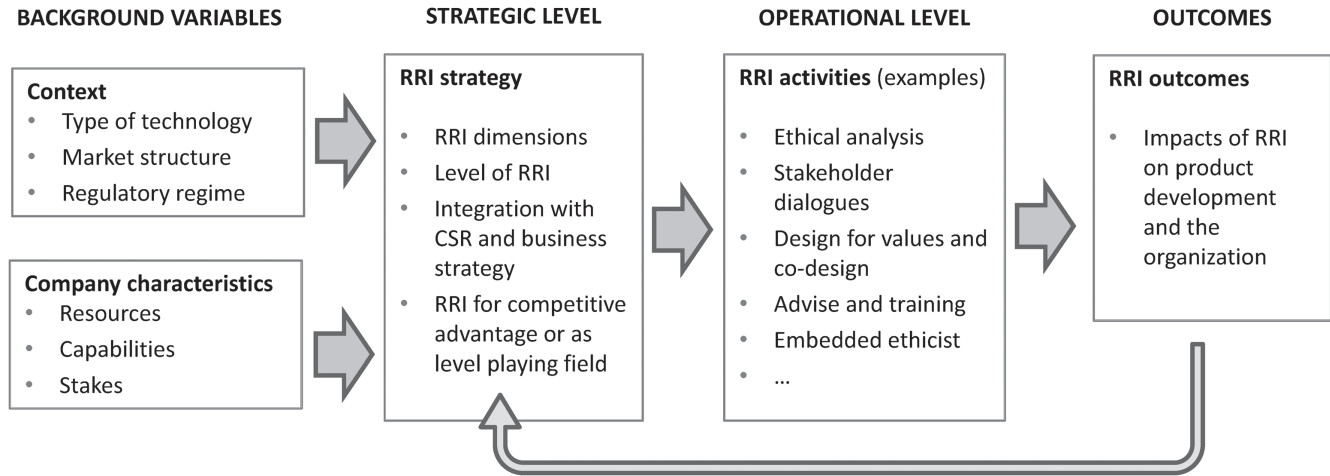 BACKGROUND VARIABLES
Context
• Type of technology
• Market structure
• Regulatory regime
Company characteristics
• Resources
• Capabilities
• Stakes
STRATEGIC LEVEL
RRI strategy
• RRI dimensions
• Level of RRI
• Integration with
CSR and business
strategy
• RRI for competitive
advantage or as
level playing field
OPERATIONAL LEVEL
RRI activities (examples)
• Ethical analysis
• Stakeholder
dialogues
• Design for values and
co-design
• Advise and training
• Embedded ethicist
• ...
OUTCOMES
RRI outcomes
• Impacts of RRI
on product
development
and the
organization